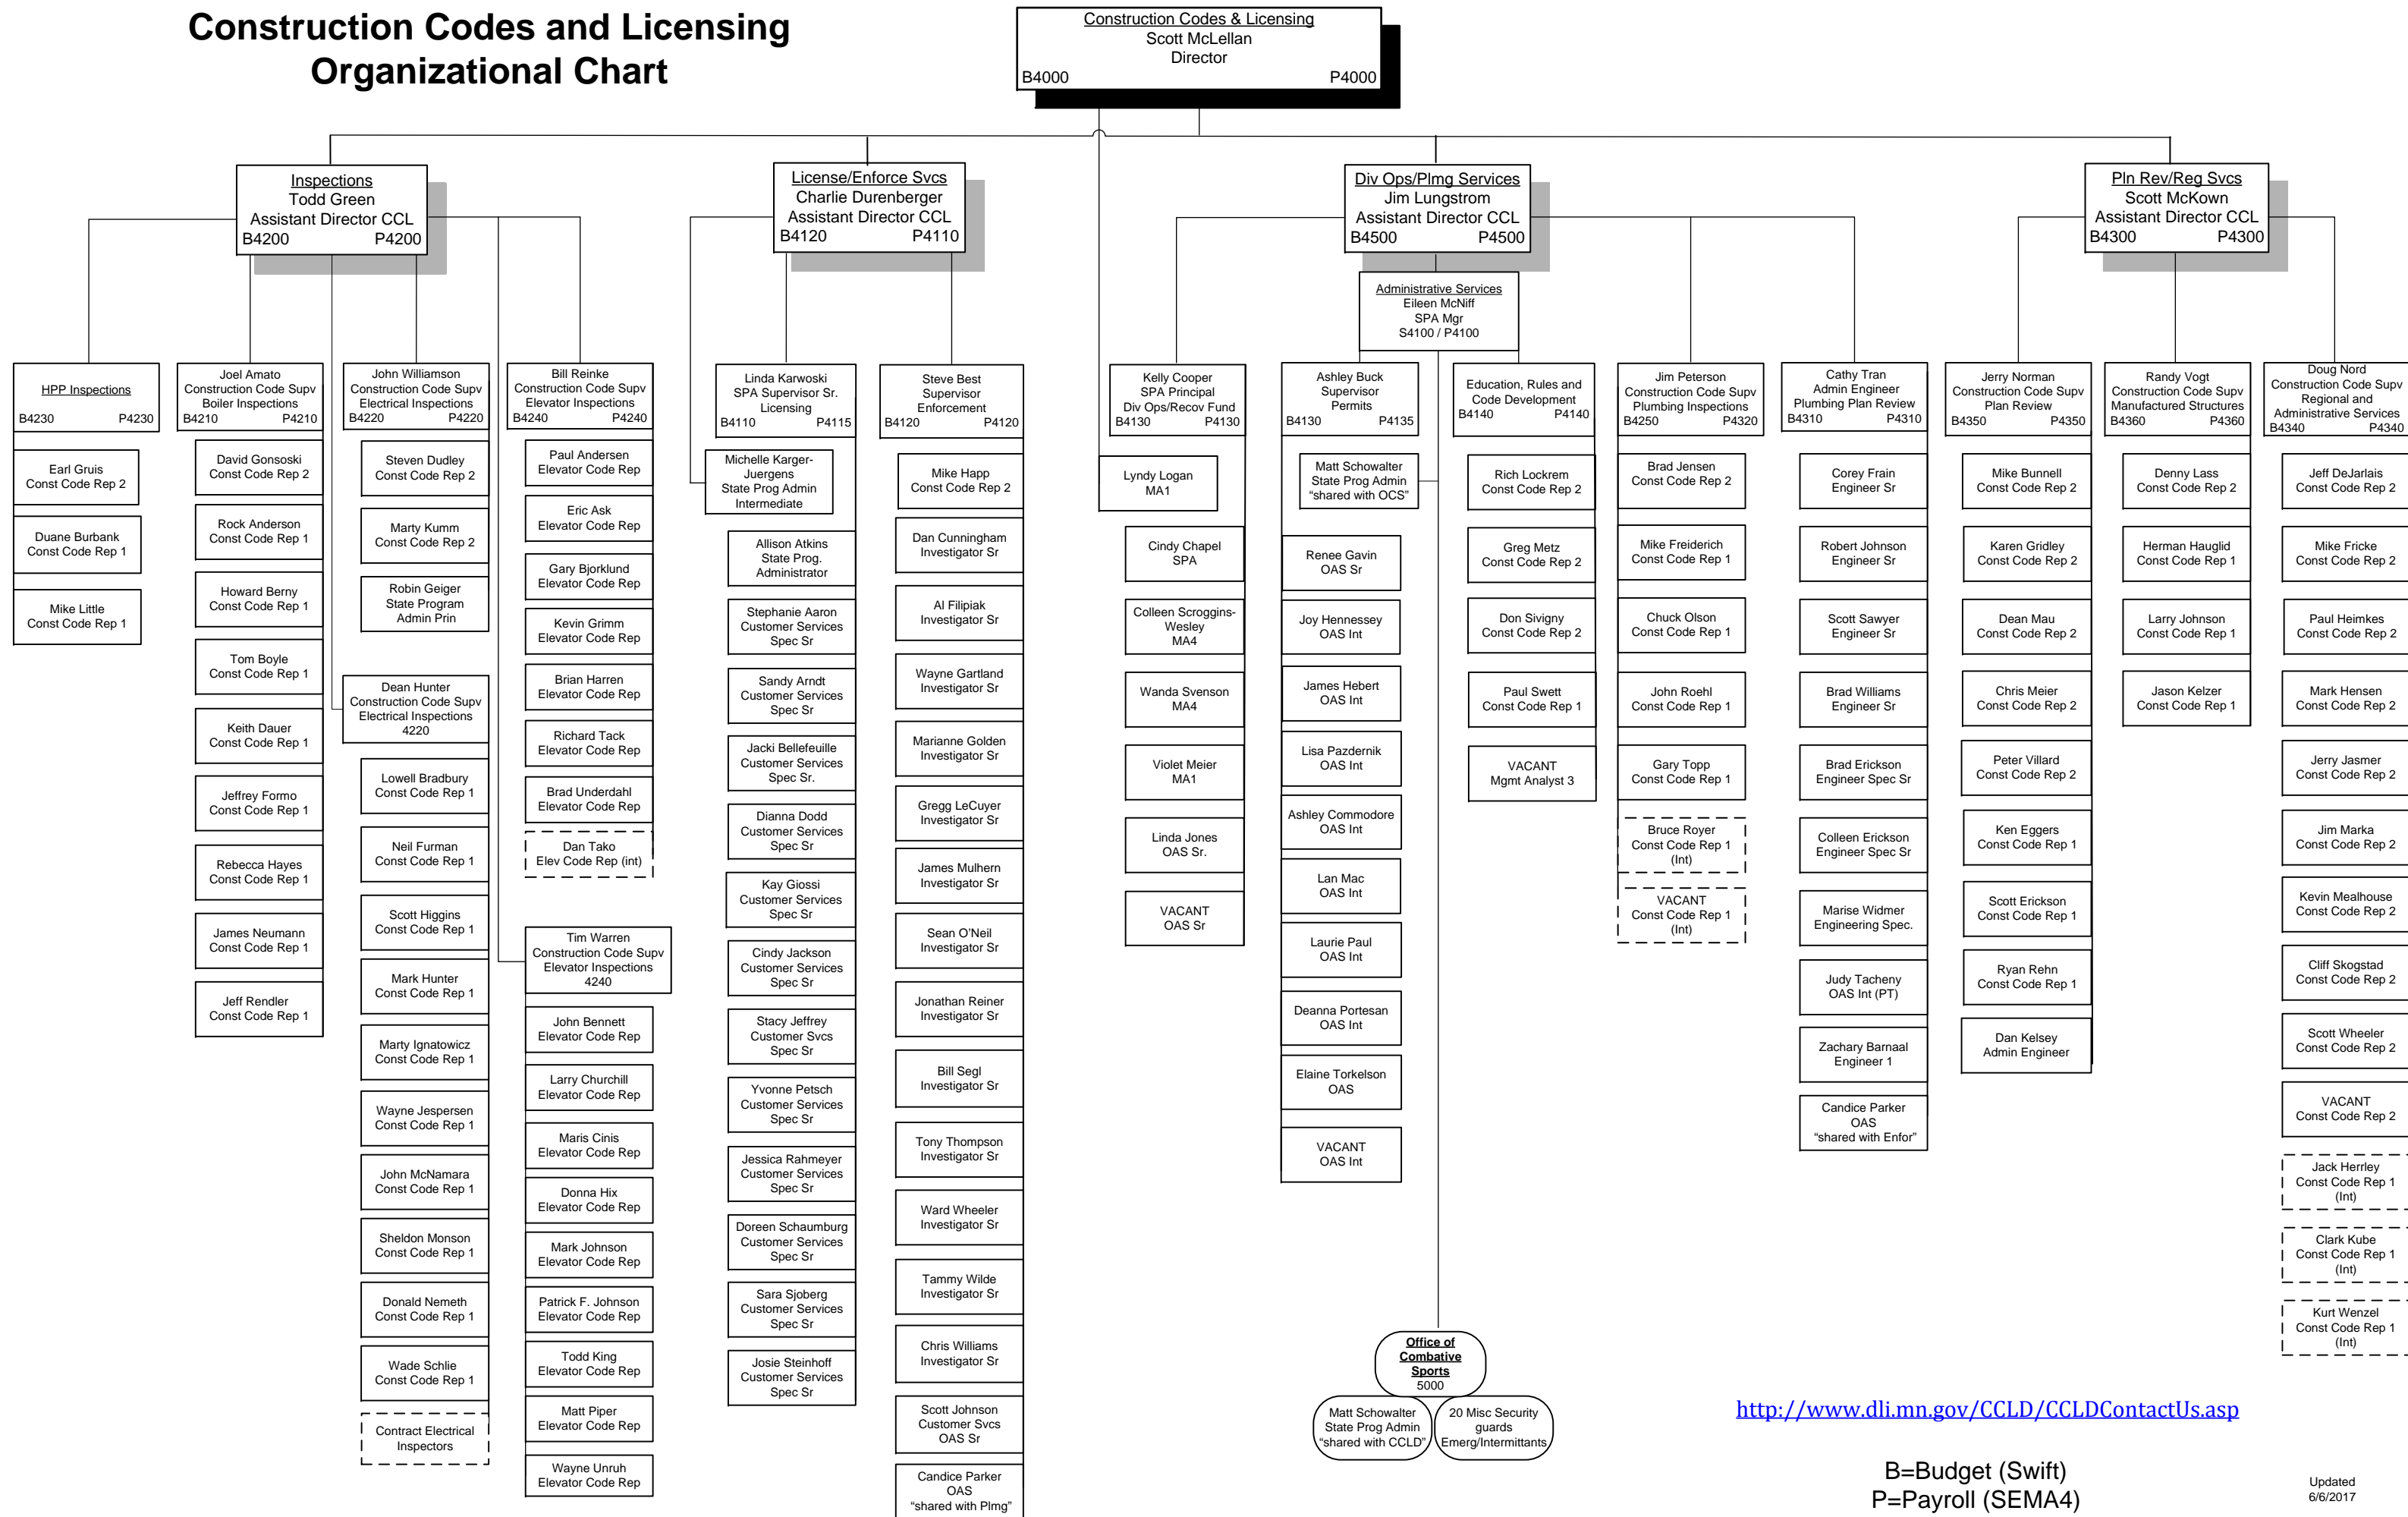 Construction Codes and Licensing
Organizational Chart
Construction Codes & Licensing
Scott McLellan
Director
B4000 P4000
Inspections
Todd Green
Assistant Director CCL
B4200 P4200
License/Enforce Svcs
Charlie Durenberger
Assistant Director CCL
B4120 P4110
Div Ops/Plmg Services
Jim Lungstrom
Assistant Director CCL
B4500 P4500
Pln Rev/Reg Svcs
Scott McKown
Assistant Director CCL
B4300 P4300
Administrative Services
Eileen McNiff
SPA Mgr
S4100 / P4100
HPP Inspections
B4230 P4230
Earl Gruis
Const Code Rep 2
Duane Burbank
Const Code Rep 1
Mike Little
Const Code Rep 1
Joel Amato
Construction Code Supv
Boiler Inspections
B4210 P4210
David Gonsoski
Const Code Rep 2
Rock Anderson
Const Code Rep 1
Howard Berny
Const Code Rep 1
Tom Boyle
Const Code Rep 1
Keith Dauer
Const Code Rep 1
Jeffrey Formo
Const Code Rep 1
Rebecca Hayes
Const Code Rep 1
James Neumann
Const Code Rep 1
Jeff Rendler
Const Code Rep 1
John Williamson
Construction Code Supv
Electrical Inspections
B4220 P4220
Steven Dudley
Const Code Rep 2
Marty Kumm
Const Code Rep 2
Robin Geiger
State Program
Admin Prin
Dean Hunter
Construction Code Supv
Electrical Inspections
4220
Lowell Bradbury
Const Code Rep 1
Neil Furman
Const Code Rep 1
Scott Higgins
Const Code Rep 1
Mark Hunter
Const Code Rep 1
Marty Ignatowicz
Const Code Rep 1
Wayne Jespersen
Const Code Rep 1
John McNamara
Const Code Rep 1
Sheldon Monson
Const Code Rep 1
Donald Nemeth
Const Code Rep 1
Wade Schlie
Const Code Rep 1
Contract Electrical
Inspectors
Bill Reinke
Construction Code Supv
Elevator Inspections
B4240 P4240
Paul Andersen
Elevator Code Rep
Eric Ask
Elevator Code Rep
Gary Bjorklund
Elevator Code Rep
Kevin Grimm
Elevator Code Rep
Brian Harren
Elevator Code Rep
Richard Tack
Elevator Code Rep
Brad Underdahl
Elevator Code Rep
Dan Tako
Elev Code Rep (int)
Tim Warren
Construction Code Supv
Elevator Inspections
4240
John Bennett
Elevator Code Rep
Larry Churchill
Elevator Code Rep
Maris Cinis
Elevator Code Rep
Donna Hix
Elevator Code Rep
Mark Johnson
Elevator Code Rep
Patrick F. Johnson
Elevator Code Rep
Todd King
Elevator Code Rep
Matt Piper
Elevator Code Rep
Wayne Unruh
Elevator Code Rep
Linda Karwoski
SPA Supervisor Sr.
Licensing
B4110 P4115
Michelle Karger-
Juergens
State Prog Admin
Intermediate
Allison Atkins
State Prog.
Administrator
Stephanie Aaron
Customer Services
Spec Sr
Sandy Arndt
Customer Services
Spec Sr
Jacki Bellefeuille
Customer Services
Spec Sr.
Dianna Dodd
Customer Services
Spec Sr
Kay Giossi
Customer Services
Spec Sr
Cindy Jackson
Customer Services
Spec Sr
Stacy Jeffrey
Customer Svcs
Spec Sr
Yvonne Petsch
Customer Services
Spec Sr
Jessica Rahmeyer
Customer Services
Spec Sr
Doreen Schaumburg
Customer Services
Spec Sr
Sara Sjoberg
Customer Services
Spec Sr
Josie Steinhoff
Customer Services
Spec Sr
Steve Best
Supervisor
Enforcement
B4120 P4120
Mike Happ
Const Code Rep 2
Dan Cunningham
Investigator Sr
Al Filipiak
Investigator Sr
Wayne Gartland
Investigator Sr
Marianne Golden
Investigator Sr
Gregg LeCuyer
Investigator Sr
James Mulhern
Investigator Sr
Sean O'Neil
Investigator Sr
Jonathan Reiner
Investigator Sr
Bill Segl
Investigator Sr
Tony Thompson
Investigator Sr
Ward Wheeler
Investigator Sr
Tammy Wilde
Investigator Sr
Chris Williams
Investigator Sr
Scott Johnson
Customer Svcs
OAS Sr
Candice Parker
OAS
“shared with Plmg”
Kelly Cooper
SPA Principal
Div Ops/Recov Fund
B4130 P4130
Lyndy Logan
MA1
Cindy Chapel
SPA
Colleen Scroggins-
Wesley
MA4
Wanda Svenson
MA4
Violet Meier
MA1
Linda Jones
OAS Sr.
VACANT
OAS Sr
Ashley Buck
Supervisor
Permits
B4130 P4135
Matt Schowalter
State Prog Admin
“shared with OCS”
Renee Gavin
OAS Sr
Joy Hennessey
OAS Int
James Hebert
OAS Int
Lisa Pazdernik
OAS Int
Ashley Commodore
OAS Int
Lan Mac
OAS Int
Laurie Paul
OAS Int
Deanna Portesan
OAS Int
Elaine Torkelson
OAS
VACANT
OAS Int
Education, Rules and
Code Development
B4140 P4140
Rich Lockrem
Const Code Rep 2
Greg Metz
Const Code Rep 2
Don Sivigny
Const Code Rep 2
Paul Swett
Const Code Rep 1
VACANT
Mgmt Analyst 3
Jim Peterson
Construction Code Supv
Plumbing Inspections
B4250 P4320
Brad Jensen
Const Code Rep 2
Mike Freiderich
Const Code Rep 1
Chuck Olson
Const Code Rep 1
John Roehl
Const Code Rep 1
Gary Topp
Const Code Rep 1
Bruce Royer
Const Code Rep 1
(Int)
VACANT
Const Code Rep 1
(Int)
Cathy Tran
Admin Engineer
Plumbing Plan Review
B4310 P4310
Corey Frain
Engineer Sr
Robert Johnson
Engineer Sr
Scott Sawyer
Engineer Sr
Brad Williams
Engineer Sr
Brad Erickson
Engineer Spec Sr
Colleen Erickson
Engineer Spec Sr
Marise Widmer
Engineering Spec.
Judy Tacheny
OAS Int (PT)
Zachary Barnaal
Engineer 1
Candice Parker
OAS
“shared with Enfor”
Jerry Norman
Construction Code Supv
Plan Review
B4350 P4350
Mike Bunnell
Const Code Rep 2
Karen Gridley
Const Code Rep 2
Dean Mau
Const Code Rep 2
Chris Meier
Const Code Rep 2
Peter Villard
Const Code Rep 2
Ken Eggers
Const Code Rep 1
Scott Erickson
Const Code Rep 1
Ryan Rehn
Const Code Rep 1
Dan Kelsey
Admin Engineer
Randy Vogt
Construction Code Supv
Manufactured Structures
B4360 P4360
Denny Lass
Const Code Rep 2
Herman Hauglid
Const Code Rep 1
Larry Johnson
Const Code Rep 1
Jason Kelzer
Const Code Rep 1
Doug Nord
Construction Code Supv
Regional and
Administrative Services
B4340 P4340
Jeff DeJarlais
Const Code Rep 2
Mike Fricke
Const Code Rep 2
Paul Heimkes
Const Code Rep 2
Mark Hensen
Const Code Rep 2
Jerry Jasmer
Const Code Rep 2
Jim Marka
Const Code Rep 2
Kevin Mealhouse
Const Code Rep 2
Cliff Skogstad
Const Code Rep 2
Scott Wheeler
Const Code Rep 2
VACANT
Const Code Rep 2
Jack Herrley
Const Code Rep 1
(Int)
Clark Kube
Const Code Rep 1
(Int)
Kurt Wenzel
Const Code Rep 1
(Int)
Office of
Combative
Sports
5000
Matt Schowalter
State Prog Admin
“shared with CCLD”
20 Misc Security
guards
Emerg/Intermittants
http://www.dli.mn.gov/CCLD/CCLDContactUs.asp
B=Budget (Swift)
P=Payroll (SEMA4)
Updated
6/6/2017